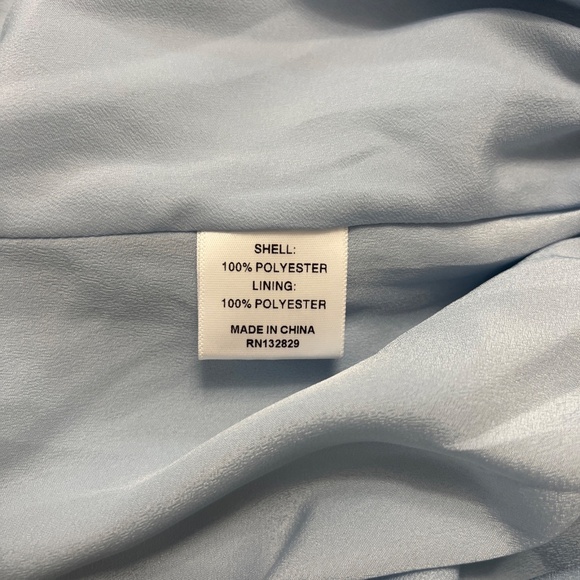 SHELL:
100% POLYESTER
LINING:
100% POLYESTER
MADE IN CHINA
RN132829